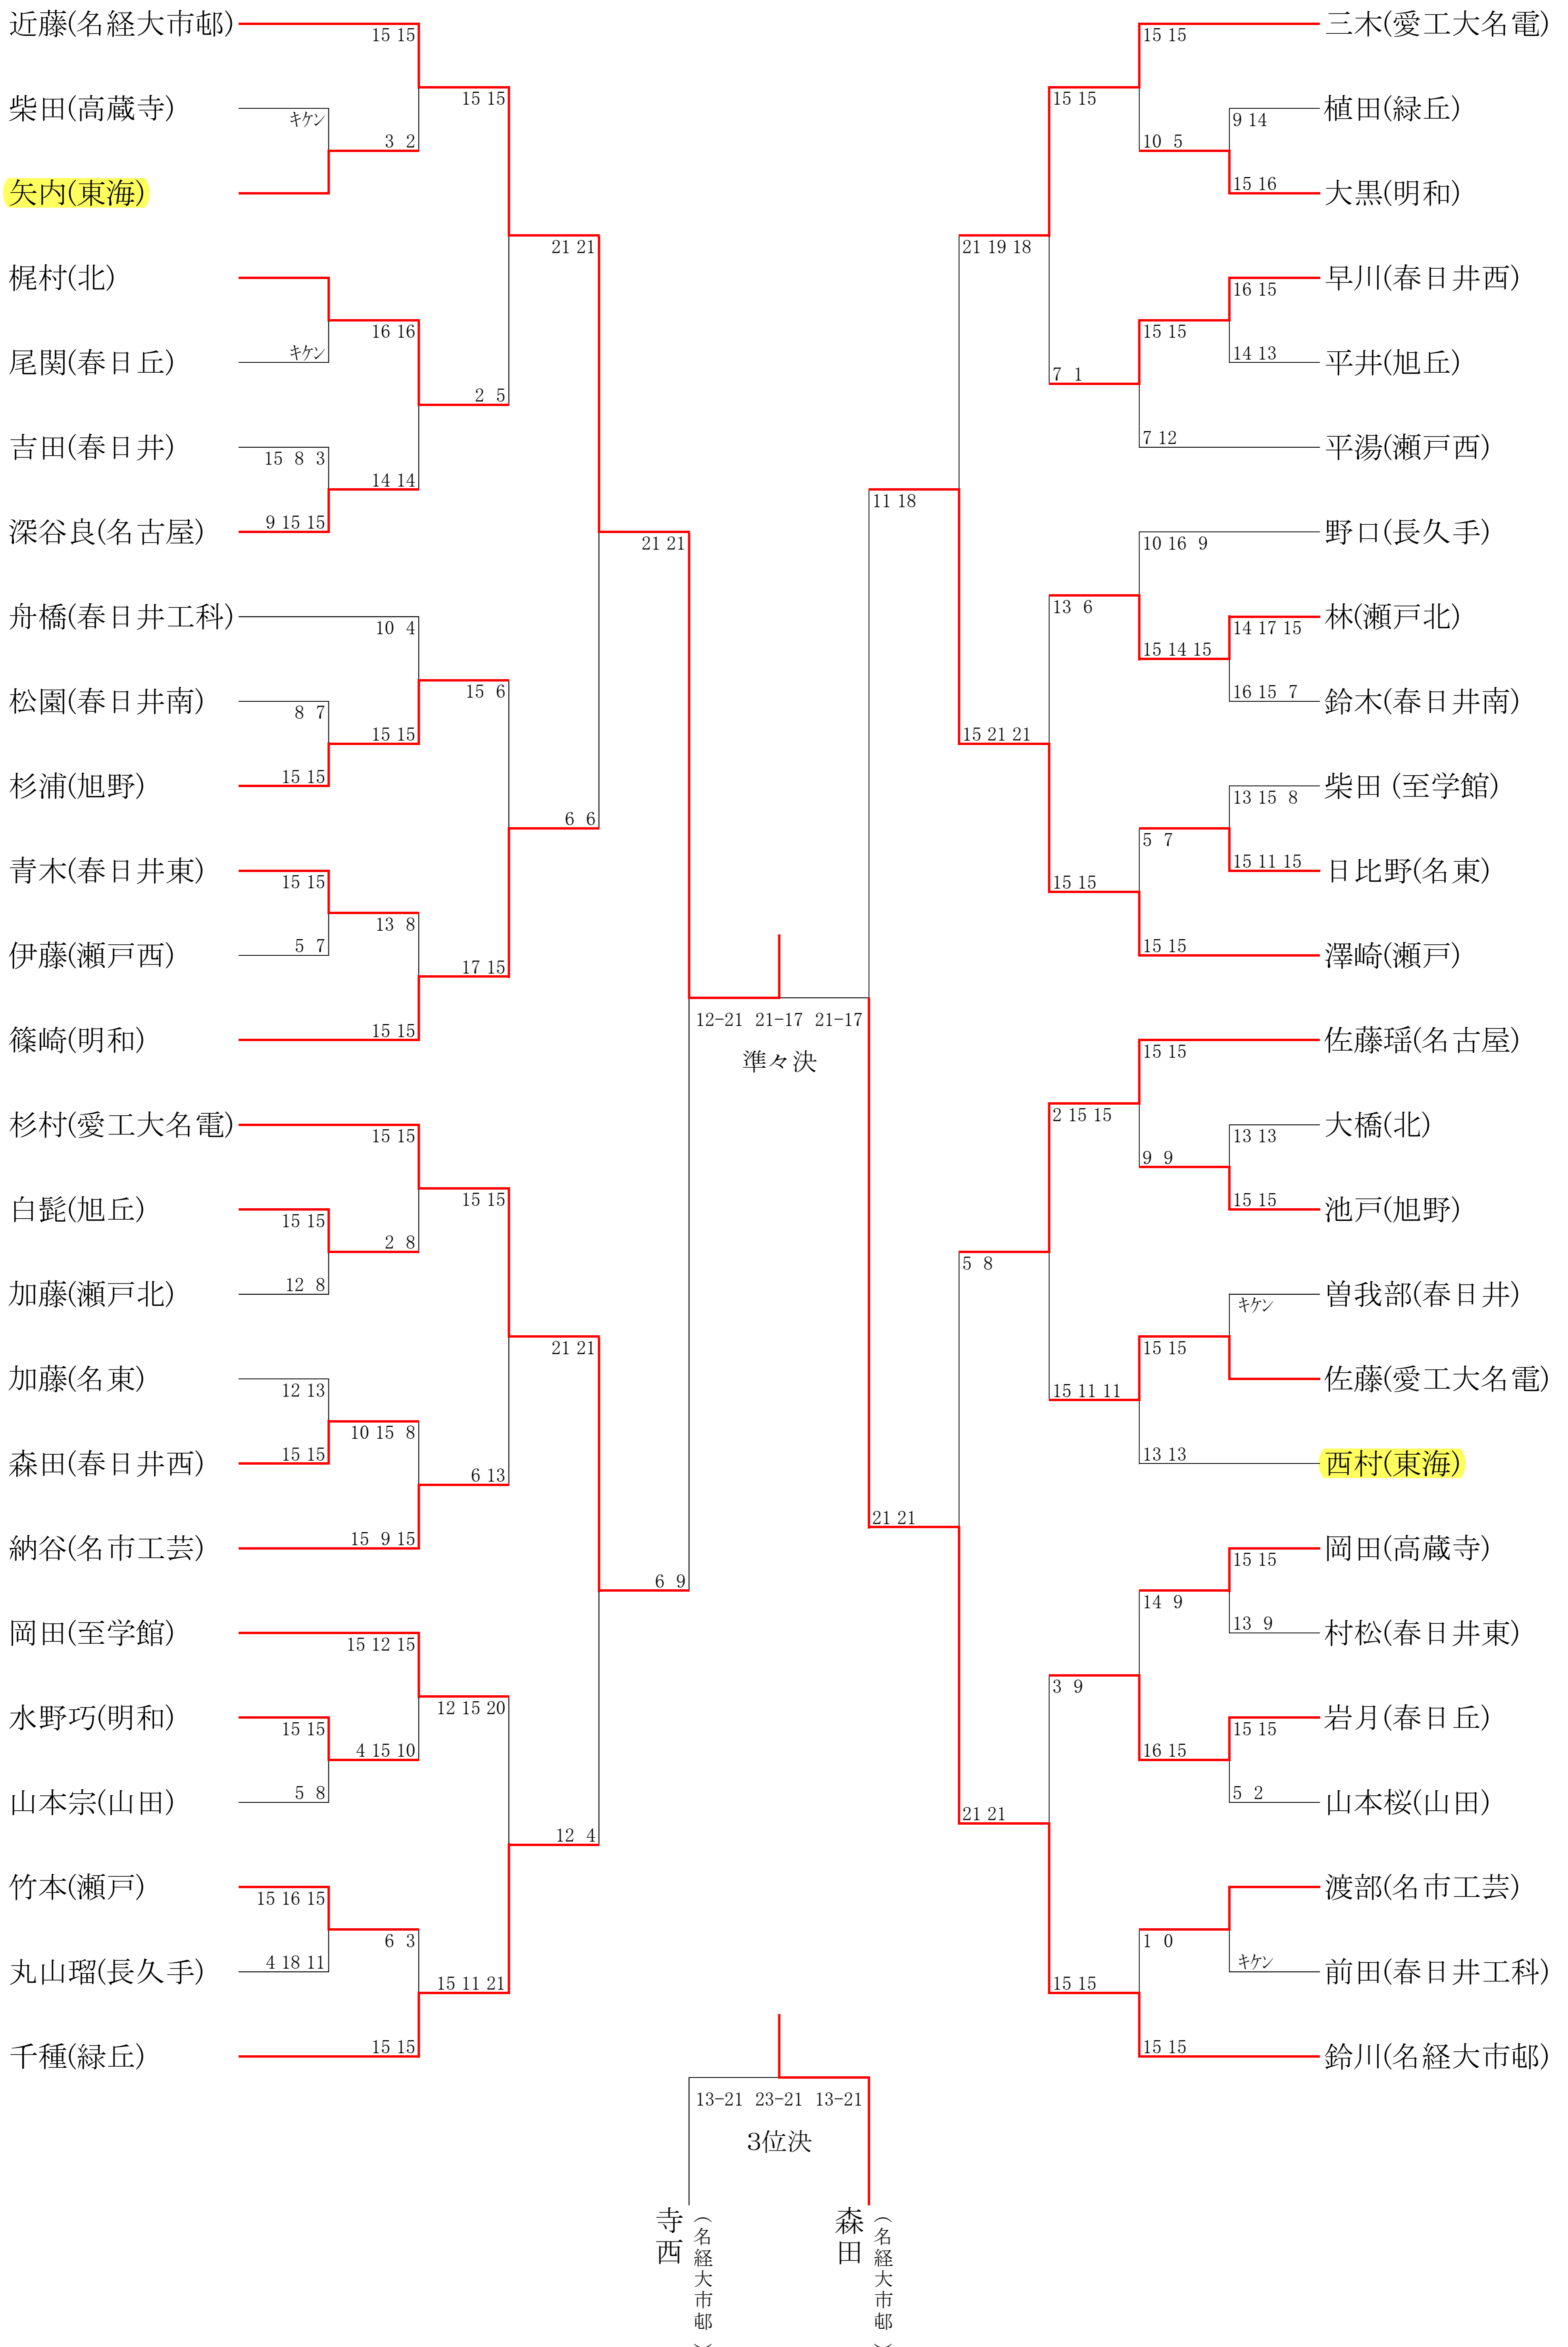 近藤(名経大市邨)
15 15
15 15
柴田(高蔵寺)
キケン
3 2
矢内(東海)
21 21
梶村(北)
16 16
尾関(春日丘)
キケン
2 5
吉田(春日井)
15 8 3
14 14
深谷良(名古屋)
9 15 15
21 21
舟橋(春日井工科)
10 4
15 6
松園(春日井南)
8 7
15 15
杉浦(旭野)
15 15
6 6
青木(春日井東)
15 15
13 8
伊藤(瀬戸西)
5 7
17 15
篠崎(明和)
15 15
杉村(愛工大名電)
15 15
15 15
白髭(旭丘)
15 15
2 8
加藤(瀬戸北)
12 8
21 21
加藤(名東)
12 13
10 15 8
森田(春日井西)
15 15
6 13
納谷(名市工芸)
15 9 15
6 9
岡田(至学館)
15 12 15
12 15 20
水野巧(明和)
15 15
4 15 10
山本宗(山田)
5 8
12 4
竹本(瀬戸)
15 16 15
6 3
丸山瑠(長久手)
4 18 11
15 11 21
千種(緑丘)
15 15
12-21 21-17 21-17
準々決
三木(愛工大名電)
15 15
15 15
植田(緑丘)
9 14
10 5
大黒(明和)
15 16
21 19 18
早川(春日井西)
16 15
15 15
平井(旭丘)
14 13
7 1
平湯(瀬戸西)
7 12
11 18
野口(長久手)
10 16 9
13 6
林(瀬戸北)
14 17 15
15 14 15
鈴木(春日井南)
16 15 7
15 21 21
柴田 (至学館)
13 15 8
5 7
日比野(名東)
15 11 15
15 15
澤崎(瀬戸)
15 15
佐藤瑶(名古屋)
15 15
2 15 15
大橋(北)
13 13
9 9
池戸(旭野)
15 15
5 8
曽我部(春日井)
キケン
15 15
佐藤(愛工大名電)
15 11 11
西村(東海)
13 13
21 21
岡田(高蔵寺)
15 15
14 9
村松(春日井東)
13 9
3 9
岩月(春日丘)
15 15
16 15
山本桜(山田)
5 2
21 21
渡部(名市工芸)
1 0
前田(春日井工科)
キケン
15 15
鈴川(名経大市邨)
15 15
13-21 23-21 13-21
3位決
寺西
(名経大市邨)
森田
(名経大市邨)